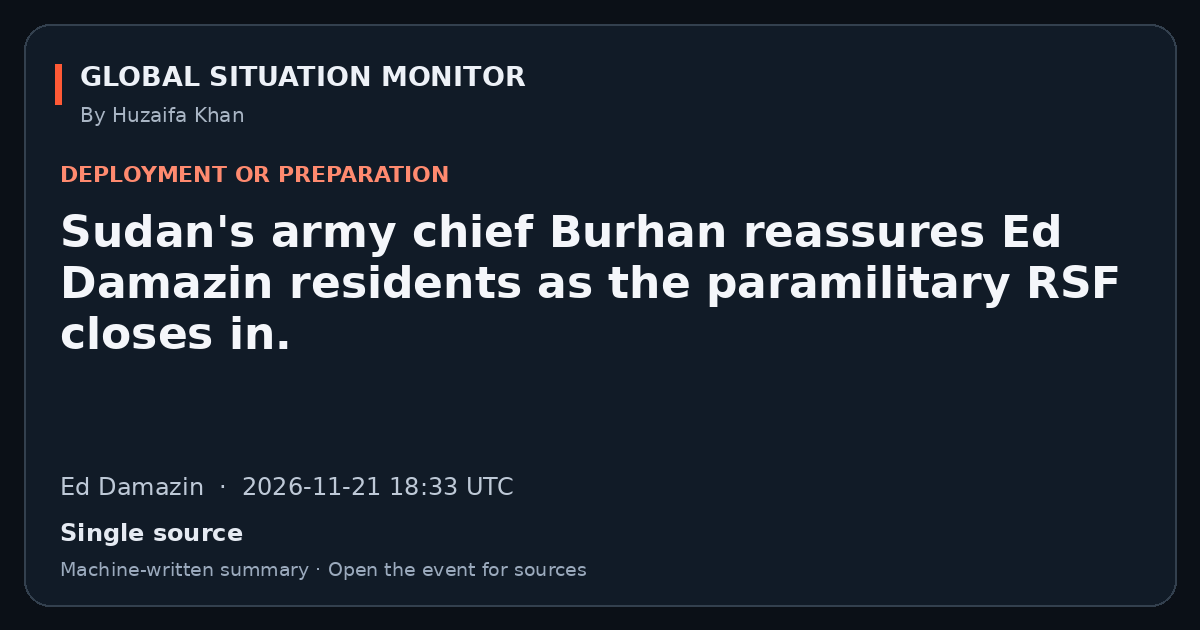 GLOBAL SITUATION MONITOR
By Huzaifa Khan
DEPLOYMENT OR PREPARATION
Sudan's army chief Burhan reassures Ed
Damazin residents as the paramilitary RSF
closes in.
Ed Damazin · 2026-11-21 18:33 UTC
Single source
Machine-written summary · Open the event for sources